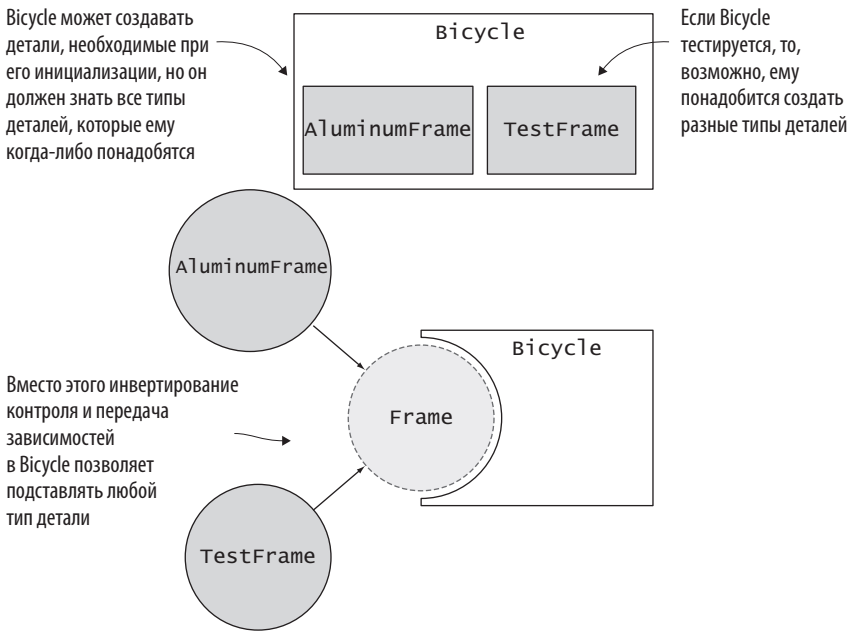 Bicycle может создавать
детали, необходимые при
его инициализации, но он
должен знать все типы
деталей, которые ему
когда-либо понадобятся
Bicycle
AluminumFrame
TestFrame
Если Bicycle
тестируется, то,
возможно, ему
понадобится создать
разные типы деталей
AluminumFrame
Bicycle
Frame
Вместо этого инвертирование
контроля и передача
зависимостей
в Bicycle позволяет
подставлять любой
тип детали
TestFrame